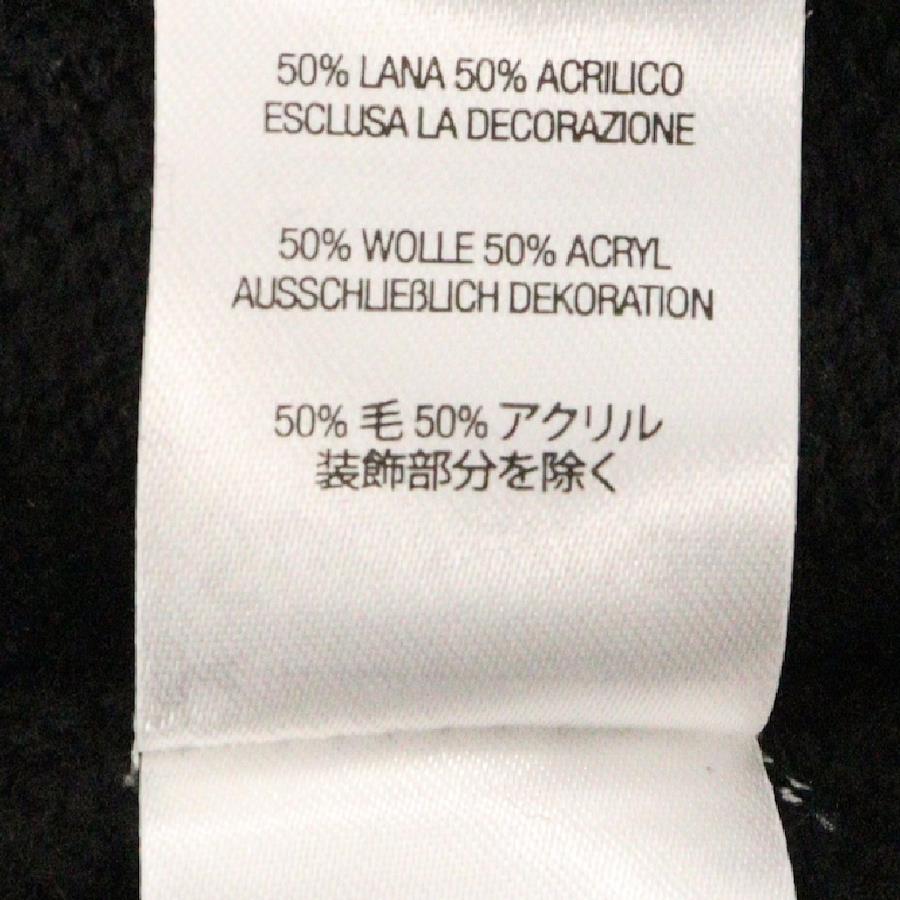 50% LANA 50% ACRILICO
ESCLUSA LA DECORAZIONE
50% WOLLE 50% ACRYL
AUSSCHLIEßLICH DEKORATION
50% 毛 50% アクリル
装飾部分を除く